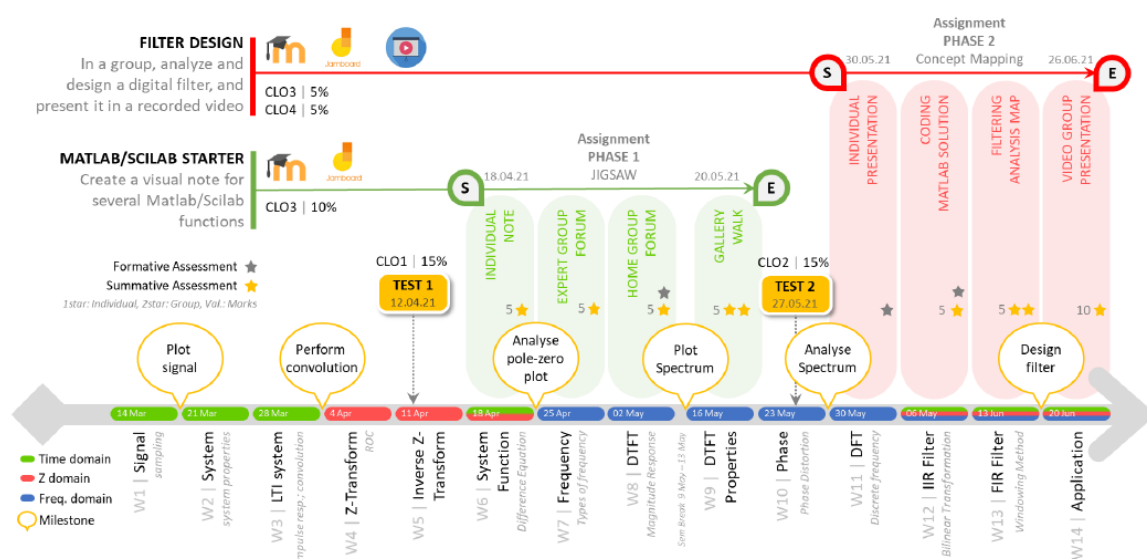 FILTER DESIGN
In a group, analyze and
design a digital filter, and
present it in a recorded video
Jamboard
CLO3 | 5%
CLO4 | 5%
Assignment
PHASE 2
Concept Mapping
S
30.05.21
26.06.21
E
MATLAB/SCILAB STARTER
Create a visual note for
several Matlab/Scilab
functions
Jamboard
CLO3 | 10%
Assignment
PHASE 1
JIGSAW
S
18.04.21
20.05.21
E
INDIVIDUAL
NOTE
5
EXPERT GROUP
FORUM
5
HOME GROUP
FORUM
5
GALLERY
WALK
5
INDIVIDUAL
PRESENTATION
CODING
MATLAB SOLUTION
5
FILTERING
ANALYSIS MAP
5
VIDEO GROUP
PRESENTATION
10
Formative Assessment
Summative Assessment
1star: Individual, 2star: Group, Val.: Marks
CLO1 | 15%
TEST 1
12.04.21
CLO2 | 15%
TEST 2
27.05.21
Plot
signal
Perform
convolution
Analyse
pole-zero
plot
Plot
Spectrum
Analyse
Spectrum
Design
filter
14 Mar
21 Mar
28 Mar
4 Apr
11 Apr
18 Apr
25 Apr
02 May
16 May
23 May
30 May
06 May
13 Jun
20 Jun
Time domain
Z domain
Freq. domain
Milestone
W1 | Signal
sampling
W2 | System
system properties
W3 | LTI system
impulse resp.; convolution
W4 | Z-Transform
ROC
W5 | Inverse Z-
Transform
W6 | System
Function
Difference Equation
W7 | Frequency
Types of frequency
W8 | DTFT
Magnitude Response
Sem Break 9 May – 13 May
W9 | DTFT
Properties
W10 | Phase
Phase Distortion
W11 | DFT
Discrete frequency
W12 | IIR Filter
Bilinear Transformation
W13 | FIR Filter
Windowing Method
W14 | Application